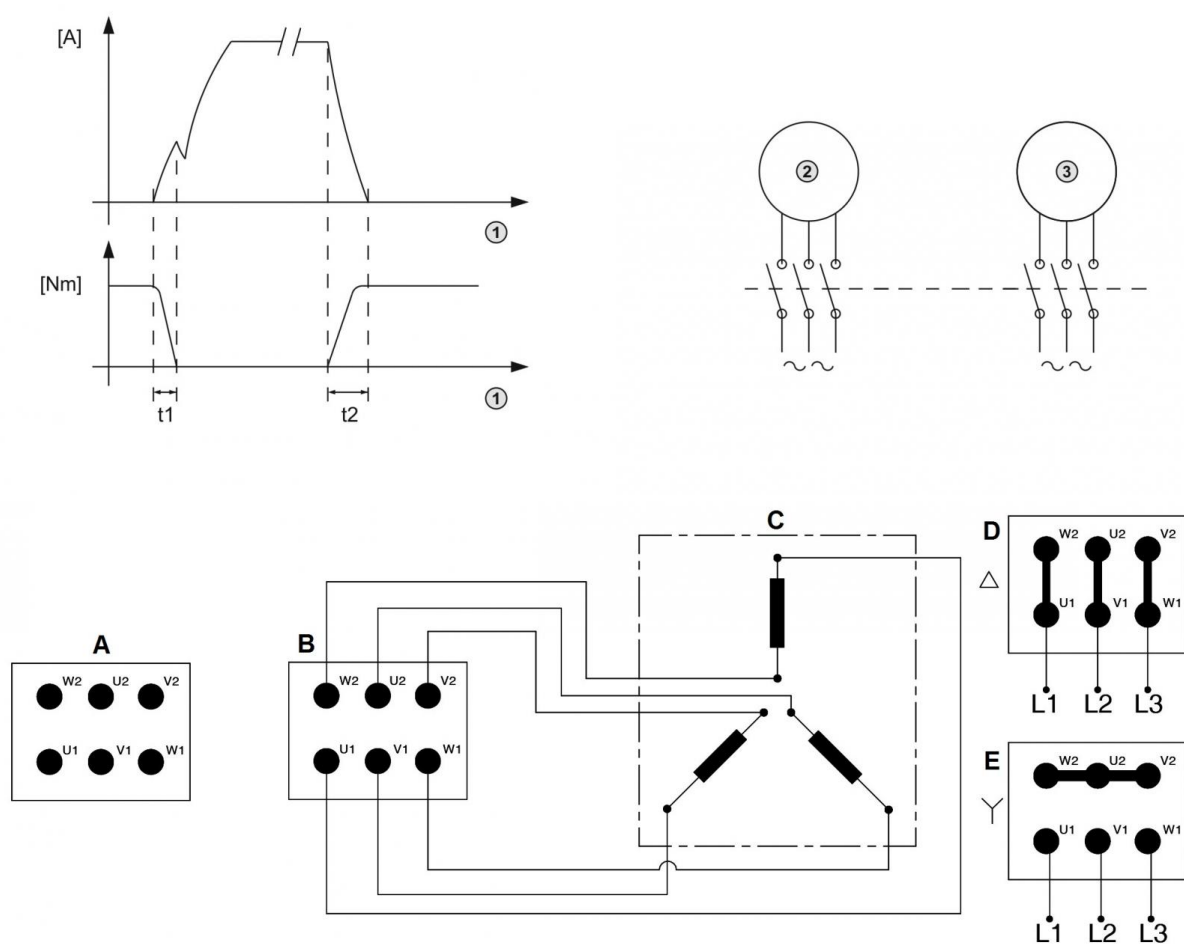 [A]
1
[Nm]
t1 t2
1
2 3
A
W2 U2 V2
U1 V1 W1
B
W2 U2 V2
U1 V1 W1
C
D
W2 U2 V2
△
U1 V1 W1
L1 L2 L3
E
W2 U2 V2
U1 V1 W1
L1 L2 L3